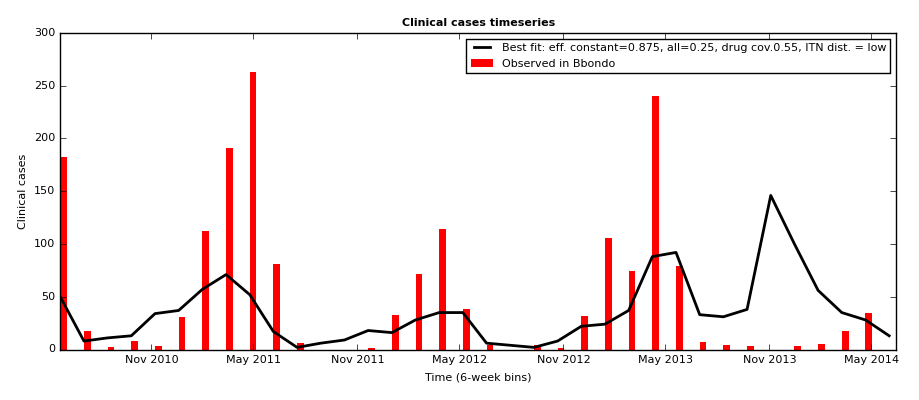 Clinical cases timeseries
Best fit: eff. constant=0.875, all=0.25, drug cov.0.55, ITN dist. = low
Observed in Bbondo
300
250
200
150
100
50
0
Clinical cases
Nov 2010 May 2011 Nov 2011 May 2012 Nov 2012 May 2013 Nov 2013 May 2014
Time (6-week bins)